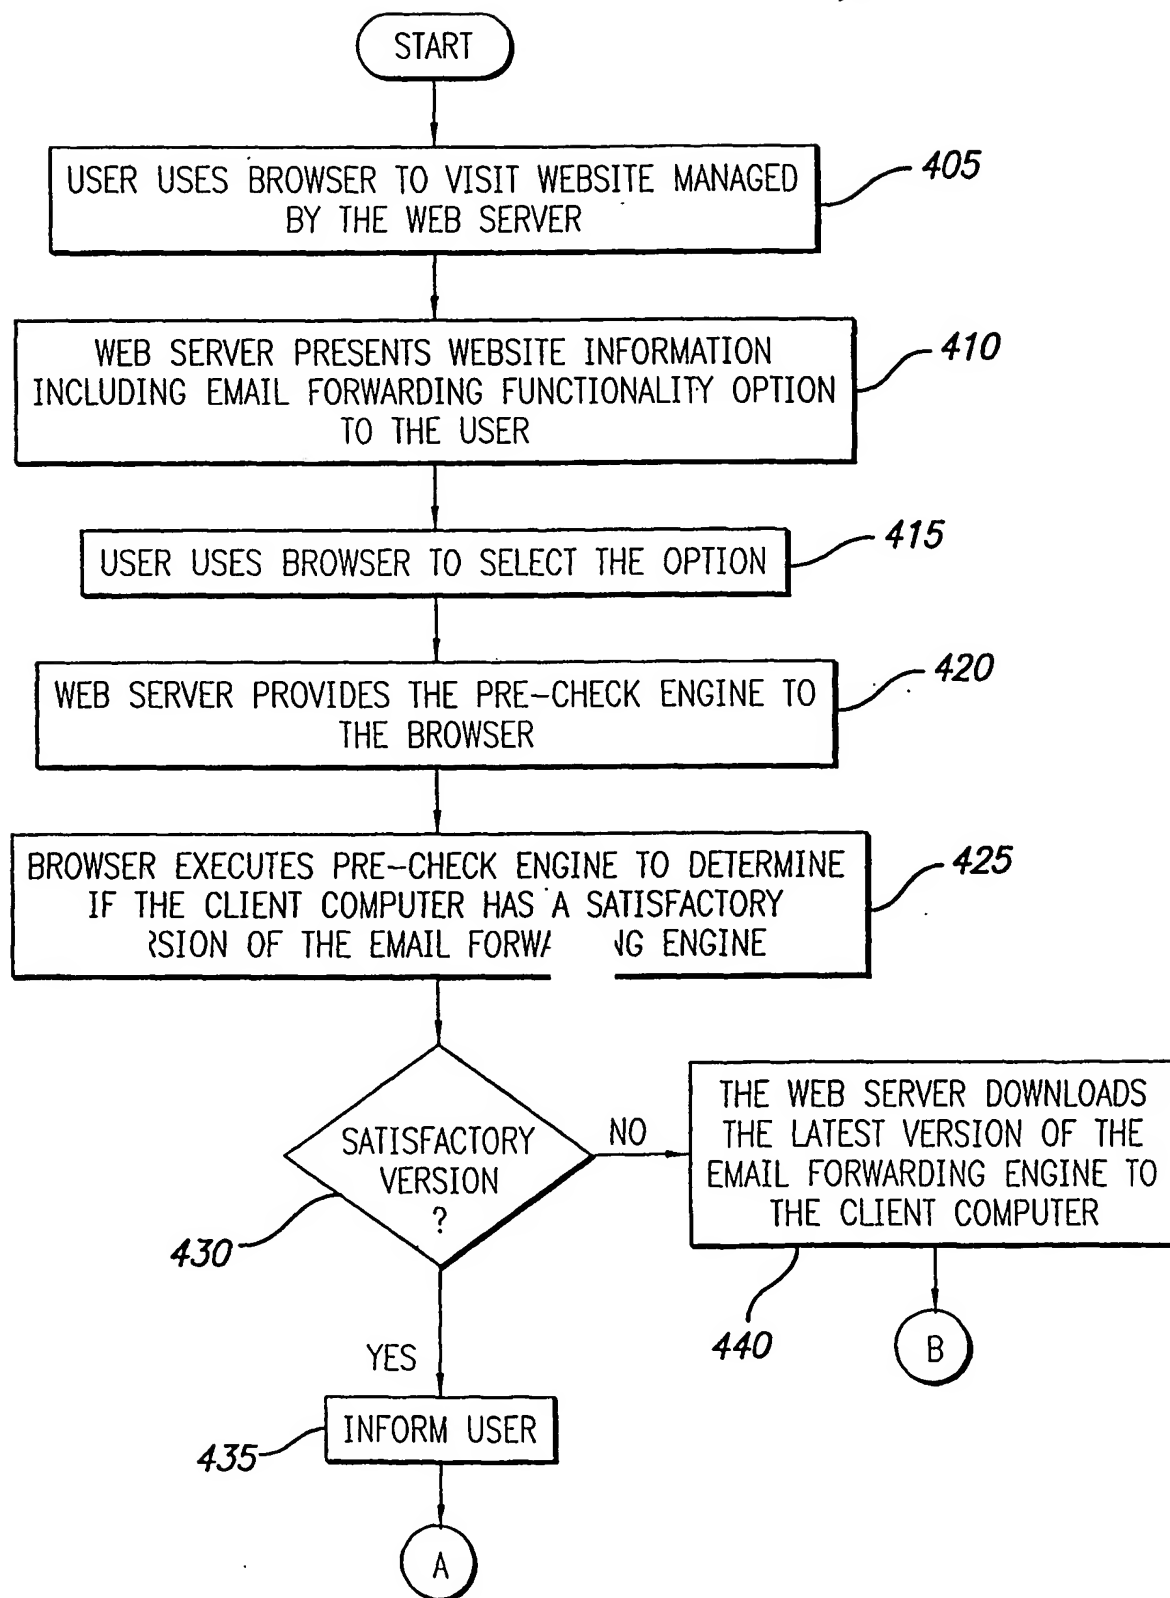 START
USER USES BROWSER TO VISIT WEBSITE MANAGED
BY THE WEB SERVER
405
WEB SERVER PRESENTS WEBSITE INFORMATION
INCLUDING EMAIL FORWARDING FUNCTIONALITY OPTION
TO THE USER
410
USER USES BROWSER TO SELECT THE OPTION
415
WEB SERVER PROVIDES THE PRE-CHECK ENGINE TO
THE BROWSER
420
BROWSER EXECUTES PRE-CHECK ENGINE TO DETERMINE
IF THE CLIENT COMPUTER HAS A SATISFACTORY
OF THE EMAIL ENGINE
425
SATISFACTORY
VERSION
?
430
NO
THE WEB SERVER DOWNLOADS
THE LATEST VERSION OF THE
EMAIL FORWARDING ENGINE TO
THE CLIENT COMPUTER
440
B
YES
INFORM USER
435
A